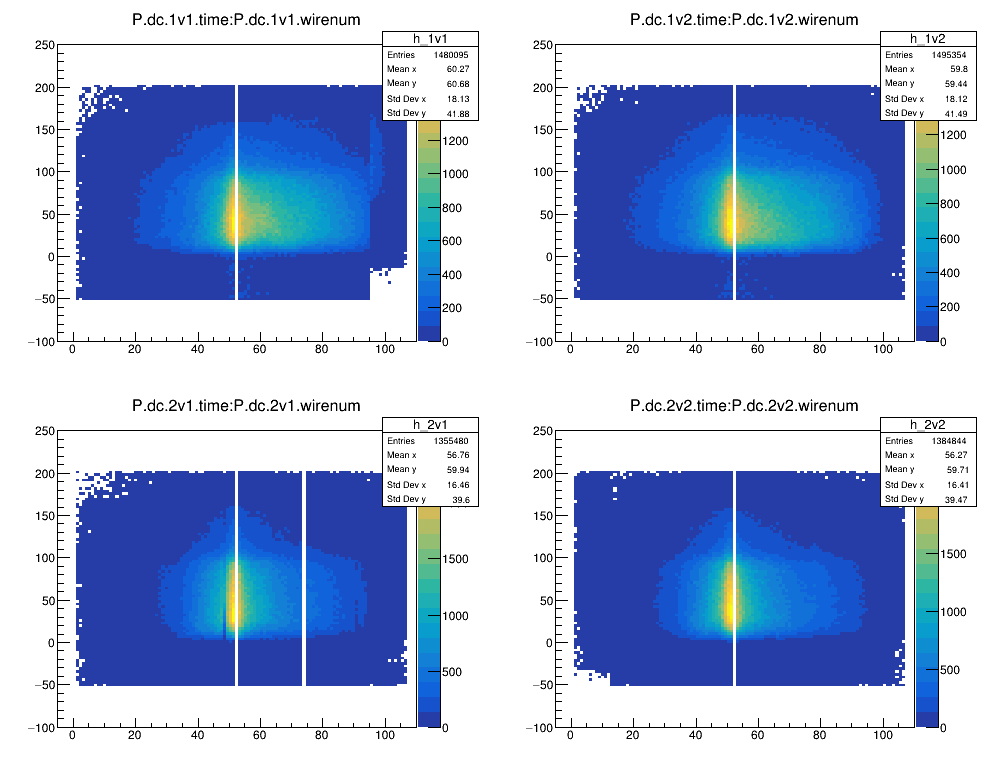 P.dc.1v1.time:P.dc.1v1.wirenum
h_1v1
Entries 1480095
Mean x 60.27
Mean y 60.68
Std Dev x 18.13
Std Dev y 41.88
250
200
150
100
50
0
−50
−100
0 20 40 60 80 100
1200
1000
800
600
400
200
0
P.dc.1v2.time:P.dc.1v2.wirenum
h_1v2
Entries 1495354
Mean x 59.8
Mean y 59.44
Std Dev x 18.12
Std Dev y 41.49
250
200
150
100
50
0
−50
−100
0 20 40 60 80 100
1200
1000
800
600
400
200
0
P.dc.2v1.time:P.dc.2v1.wirenum
h_2v1
Entries 1355480
Mean x 56.76
Mean y 59.94
Std Dev x 16.46
Std Dev y 39.6
250
200
150
100
50
0
−50
−100
0 20 40 60 80 100
1500
1000
500
0
P.dc.2v2.time:P.dc.2v2.wirenum
h_2v2
Entries 1384844
Mean x 56.27
Mean y 59.71
Std Dev x 16.41
Std Dev y 39.47
250
200
150
100
50
0
−50
−100
0 20 40 60 80 100
1500
1000
500
0